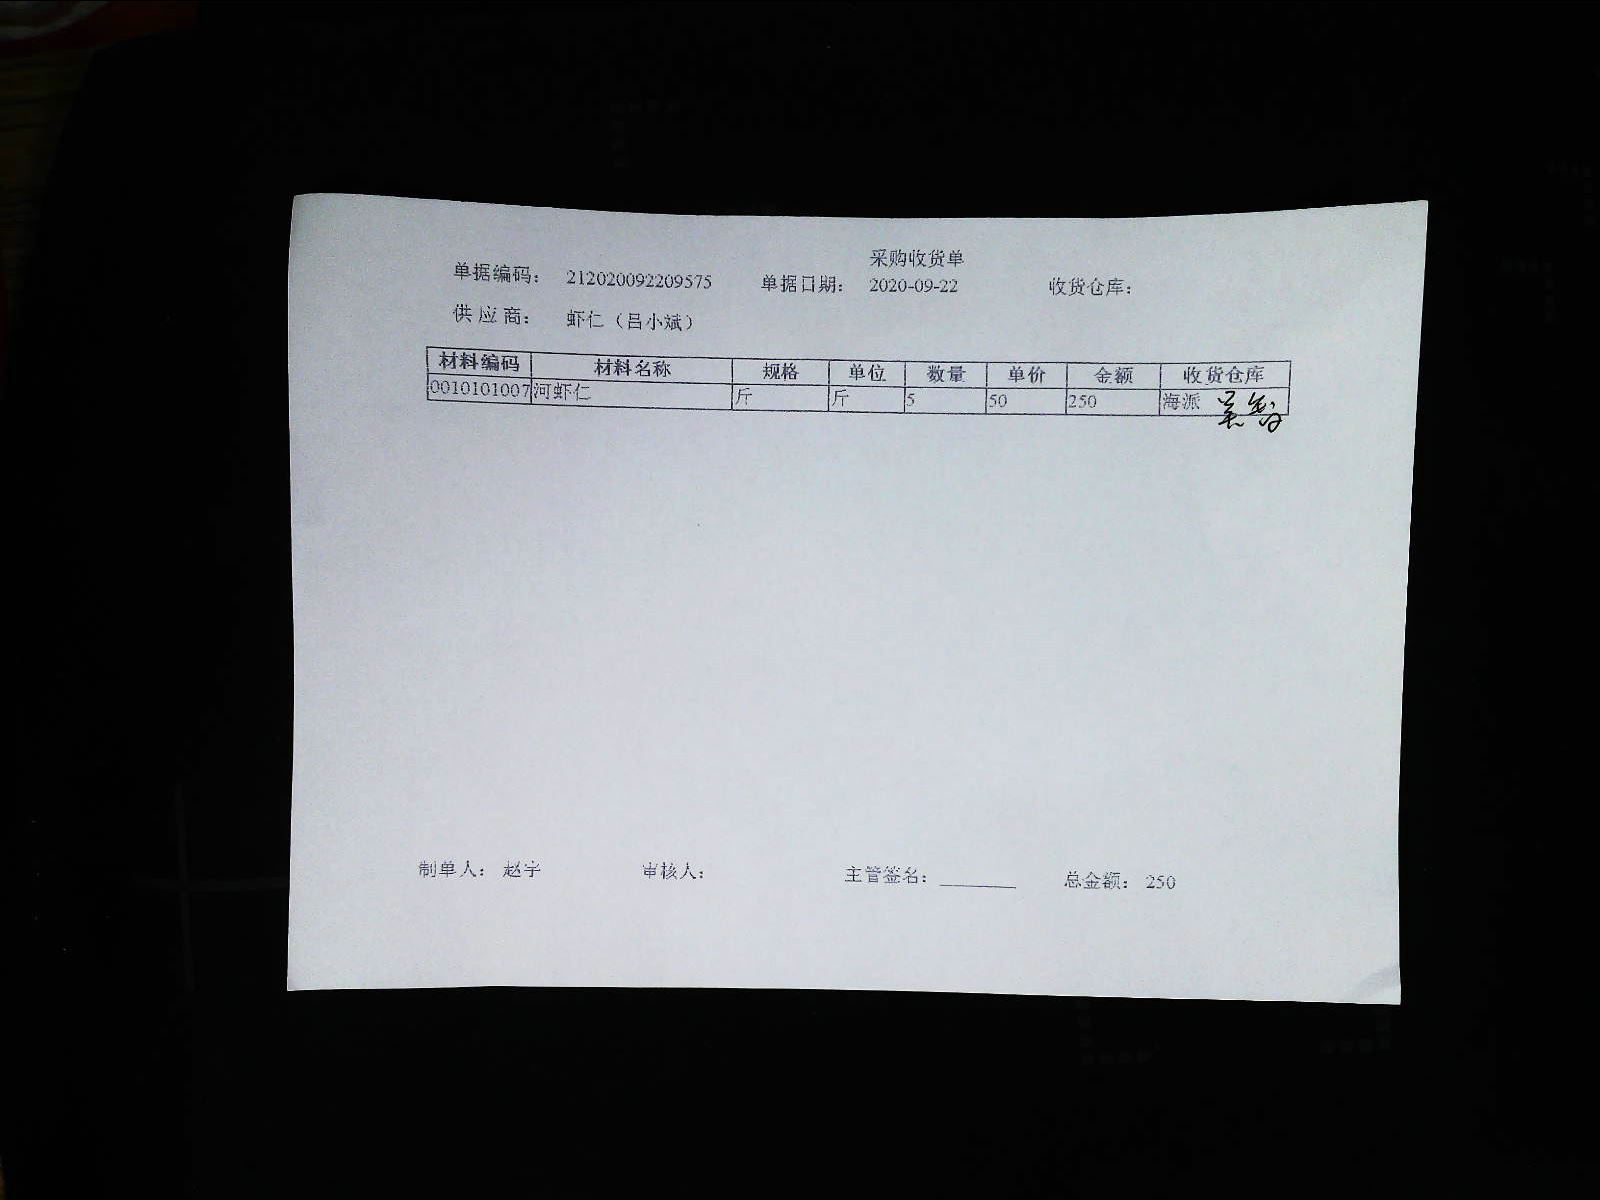 采购收货单
单据编码： 212020092209575 单据日期： 2020-09-22 收货仓库：
供 应 商： 虾仁（吕小斌）
材料编码 材料名称 规格 单位 数量 单价 金额 收货仓库
0010101007 河虾仁 斤 斤 5 50 250 海派
制单人： 赵宇 审核人： 主管签名：________ 总金额： 250